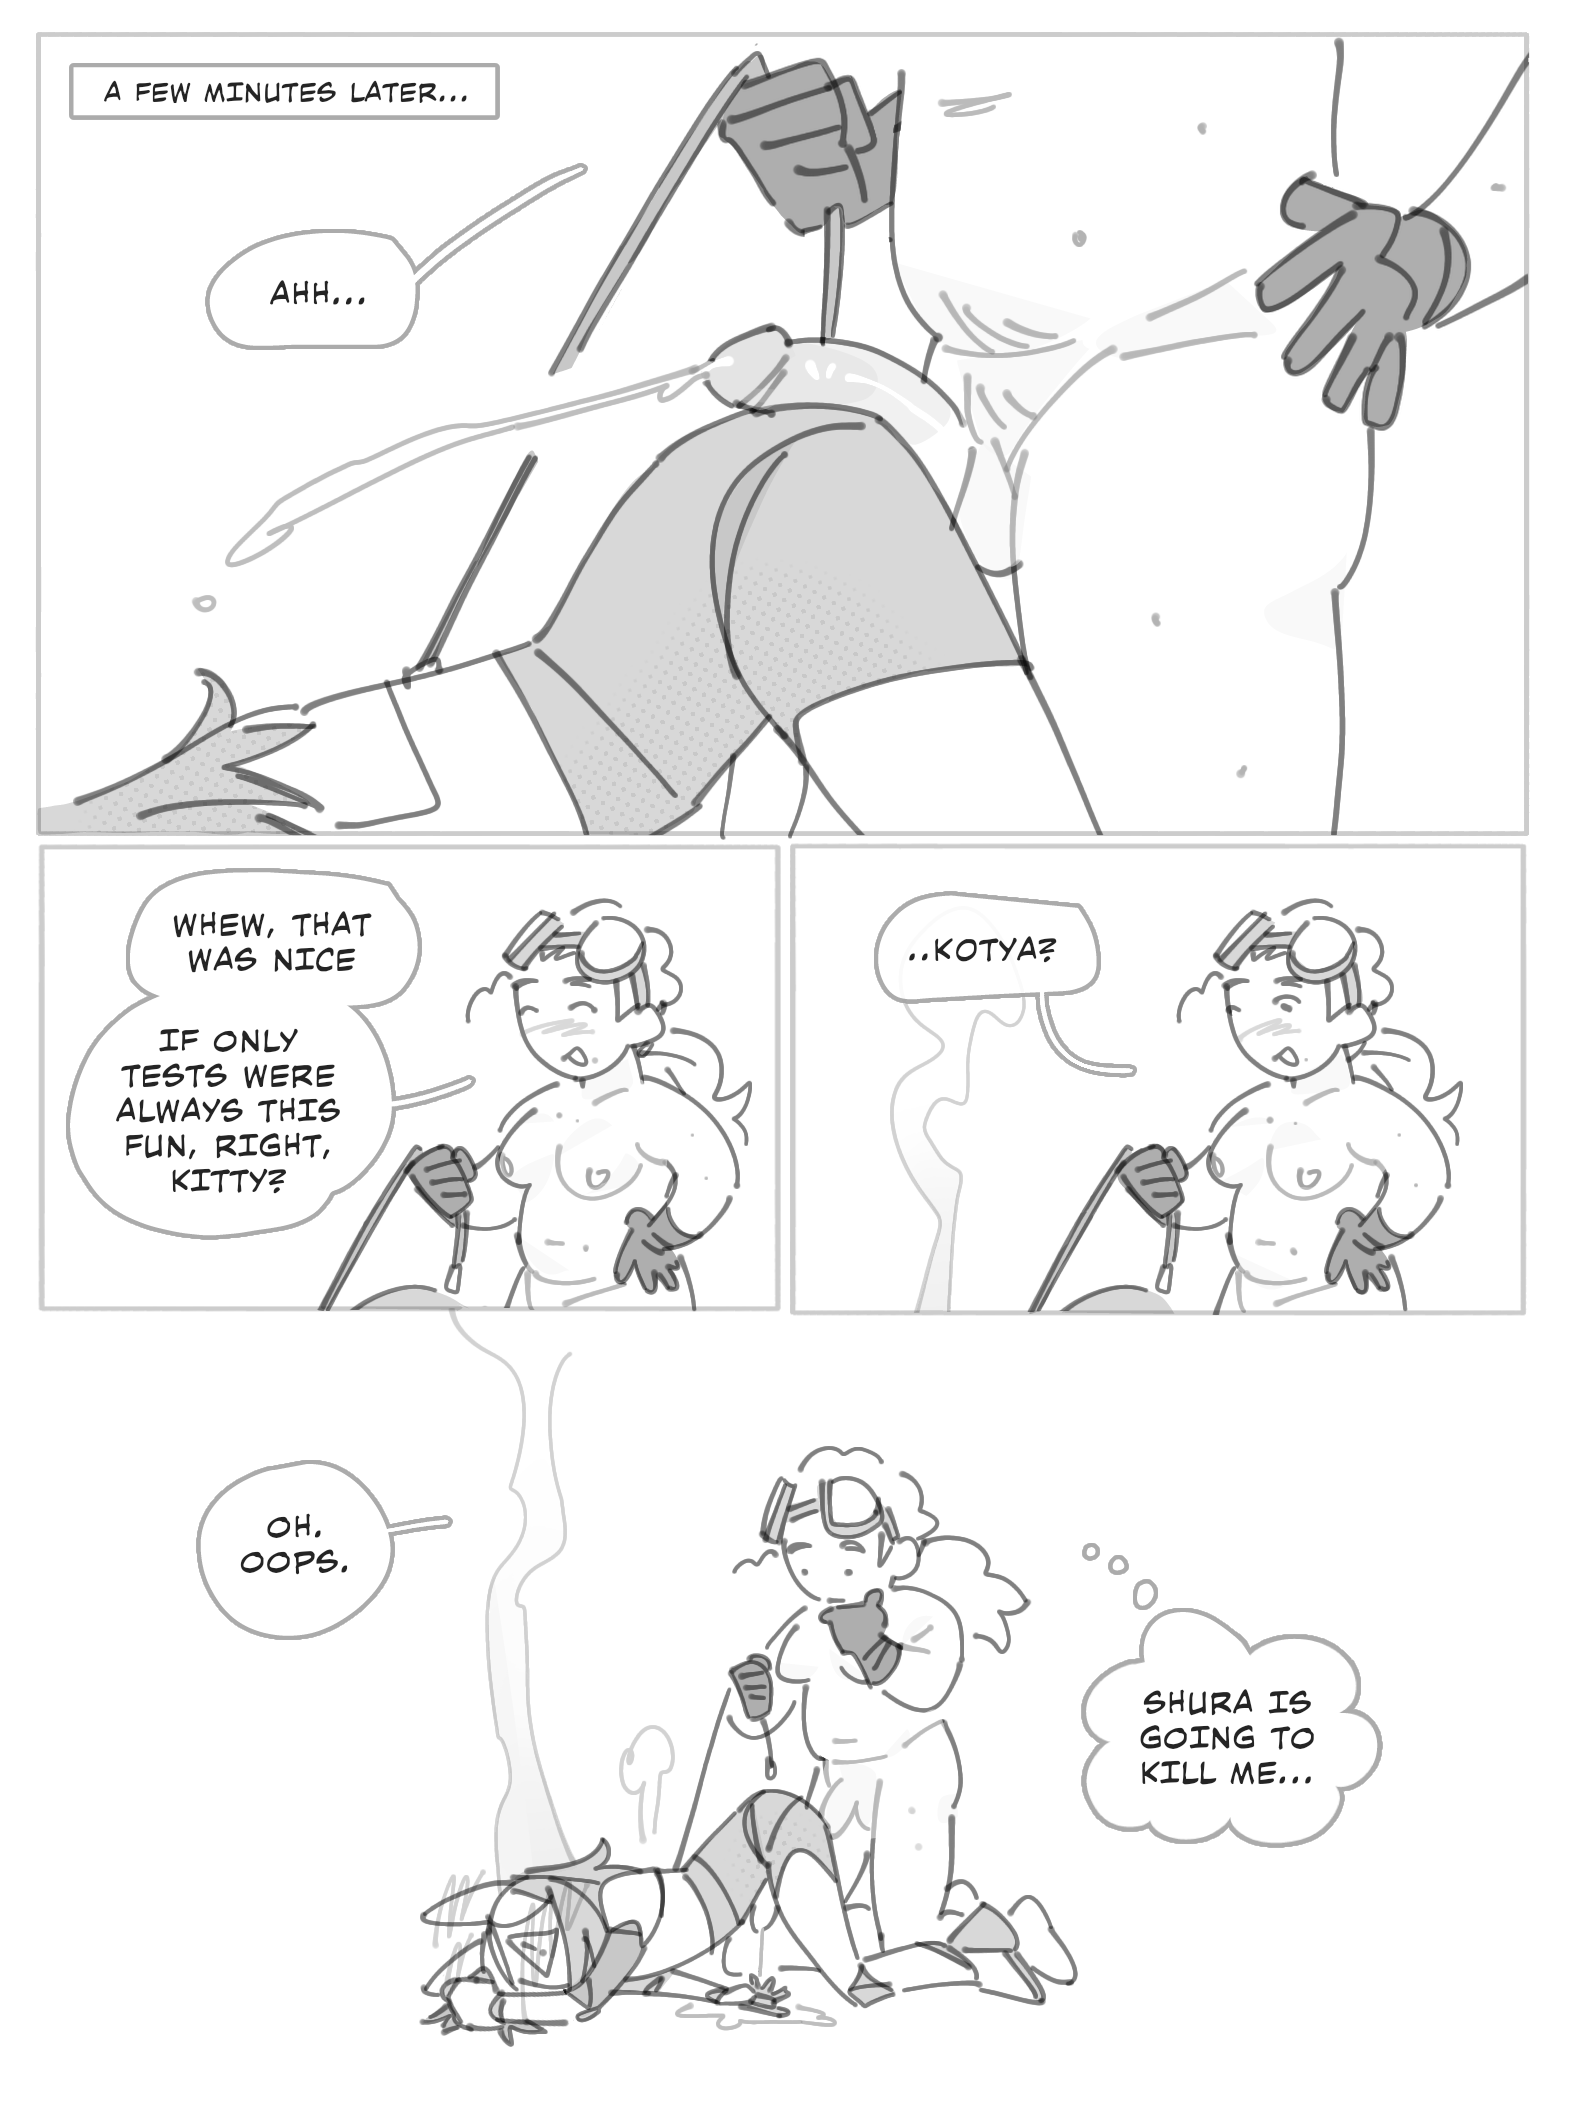 A FEW MINUTES LATER...
AHH...
WHEW, THAT
WAS NICE
IF ONLY
TESTS WERE
ALWAYS THIS
FUN, RIGHT,
KITTY?
..KOTYA?
OH.
OOPS.
SHURA IS
GOING TO
KILL ME...